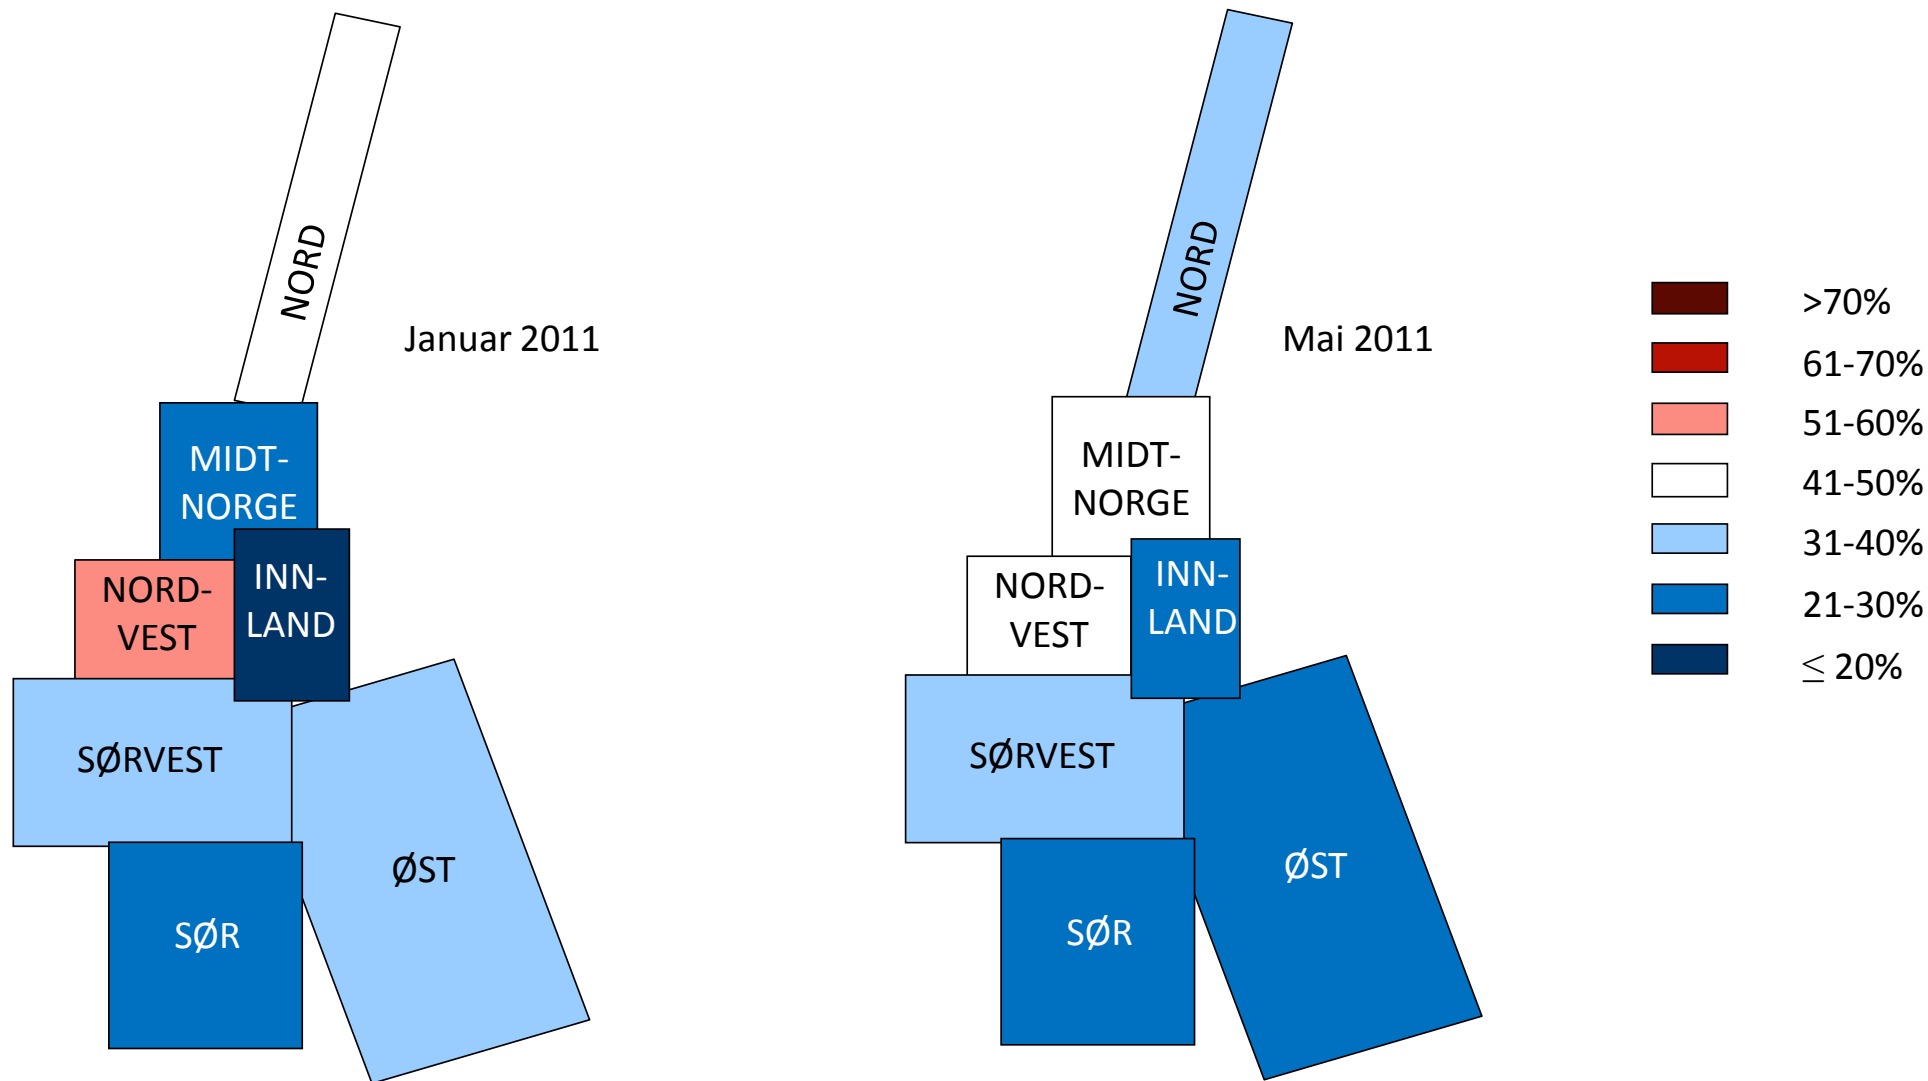 NORD
Januar 2011
MIDT-
NORGE
NORD-
VEST
INN-
LAND
SØRVEST
ØST
SØR
NORD
Mai 2011
MIDT-
NORGE
NORD-
VEST
INN-
LAND
SØRVEST
ØST
SØR
>70%
61-70%
51-60%
41-50%
31-40%
21-30%
≤ 20%